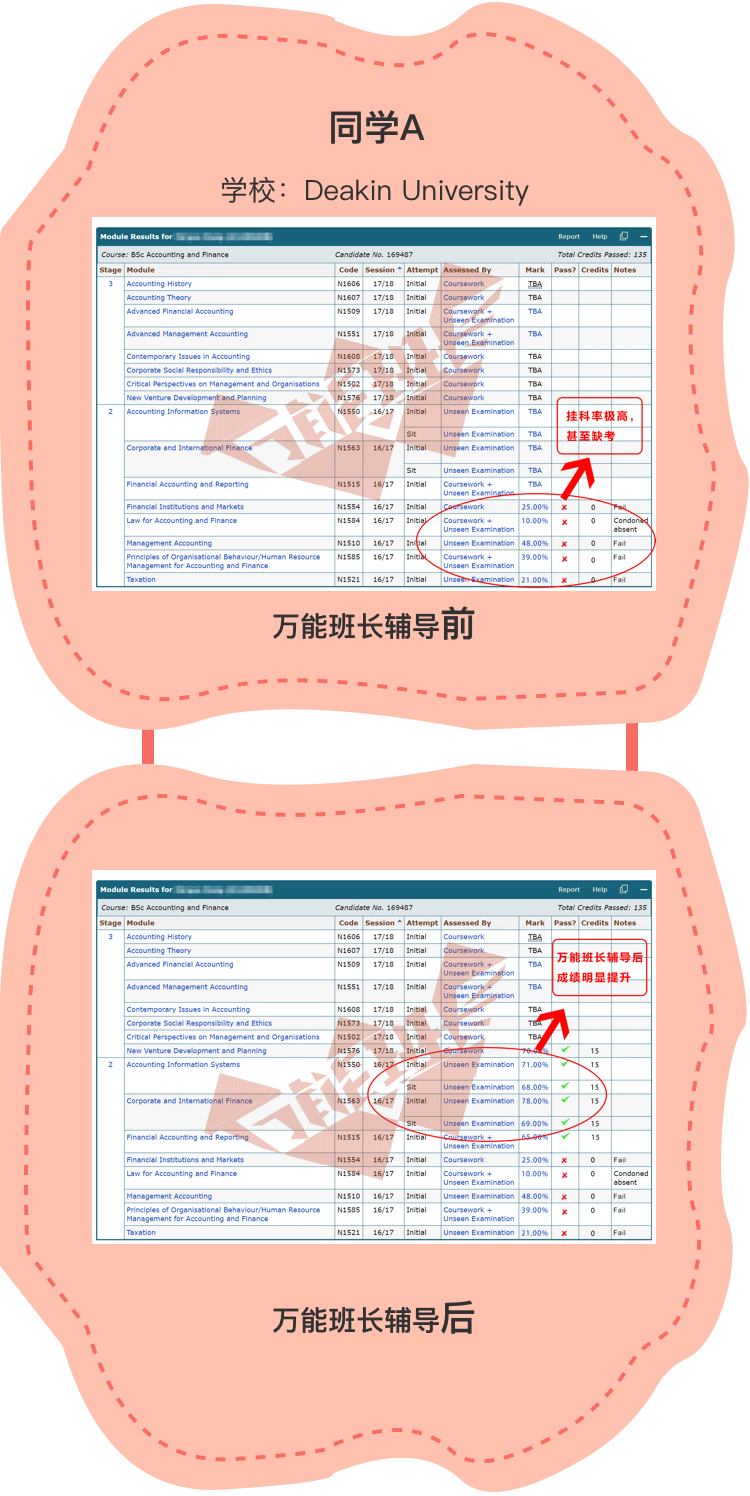 同学A
学校：Deakin University
Module Results for
Report Help
Course: BSc Accounting and Finance Candidate No. 169487 Total Credits Passed: 135
Stage Module Code Session Attempt Assessed By Mark Pass? Credits Notes
3 Accounting History N1606 17/18 Initial Coursework TBA
Accounting Theory N1607 17/18 Initial Coursework TBA
Advanced Financial Accounting N1509 17/18 Initial Coursework + TBA
Unseen Examination
Advanced Management Accounting N1551 17/18 Initial Coursework + TBA
Unseen Examination
Contemporary Issues in Accounting N1608 17/18 Initial Coursework TBA
Corporate Social Responsibility and Ethics N1573 17/18 Initial Coursework TBA
Critical Perspectives on Management and Organisations N1502 17/18 Initial Coursework TBA
New Venture Development and Planning N1576 17/18 Initial Coursework TBA
2 Accounting Information Systems N1550 16/17 Initial Unseen Examination TBA
挂科率极高，
甚至缺考
Sit Unseen Examination TBA
Corporate and International Finance N1563 16/17 Initial Unseen Examination TBA
Sit Unseen Examination TBA
Financial Accounting and Reporting N1515 16/17 Initial Coursework + TBA
Unseen Examination
Financial Institutions and Markets N1554 16/17 Initial Coursework 25.00% ✘ 0 Fail
Law for Accounting and Finance N1584 16/17 Initial Coursework + 10.00% ✘ 0 Condoned
Unseen Examination absent
Management Accounting N1510 16/17 Initial Unseen Examination 48.00% ✘ 0 Fail
Principles of Organisational Behaviour/Human Resource N1585 16/17 Initial Coursework + 39.00% ✘ 0 Fail
Management for Accounting and Finance Unseen Examination
Taxation N1521 16/17 Initial Unseen Examination 21.00% ✘ 0 Fail
万能班长辅导前
Module Results for
Report Help
Course: BSc Accounting and Finance Candidate No. 169487 Total Credits Passed: 135
Stage Module Code Session Attempt Assessed By Mark Pass? Credits Notes
3 Accounting History N1606 17/18 Initial Coursework TBA
Accounting Theory N1607 17/18 Initial Coursework TBA
万能班长辅导后
成绩明显提升
Advanced Financial Accounting N1509 17/18 Initial Coursework + TBA
Unseen Examination
Advanced Management Accounting N1551 17/18 Initial Coursework + TBA
Unseen Examination
Contemporary Issues in Accounting N1608 17/18 Initial Coursework TBA
Corporate Social Responsibility and Ethics N1573 17/18 Initial Coursework TBA
Critical Perspectives on Management and Organisations N1502 17/18 Initial Coursework TBA
New Venture Development and Planning N1576 17/18 Initial Coursework 70.00% ✔ 15
2 Accounting Information Systems N1550 16/17 Initial Unseen Examination 71.00% ✔ 15
Sit Unseen Examination 68.00% ✔ 15
Corporate and International Finance N1563 16/17 Initial Unseen Examination 78.00% ✔ 15
Sit Unseen Examination 69.00% ✔ 15
Financial Accounting and Reporting N1515 16/17 Initial Coursework + 65.00% ✔ 15
Unseen Examination
Financial Institutions and Markets N1554 16/17 Initial Coursework 25.00% ✘ 0 Fail
Law for Accounting and Finance N1584 16/17 Initial Coursework + 10.00% ✘ 0 Condoned
Unseen Examination absent
Management Accounting N1510 16/17 Initial Unseen Examination 48.00% ✘ 0 Fail
Principles of Organisational Behaviour/Human Resource N1585 16/17 Initial Coursework + 39.00% ✘ 0 Fail
Management for Accounting and Finance Unseen Examination
Taxation N1521 16/17 Initial Unseen Examination 21.00% ✘ 0 Fail
万能班长辅导后